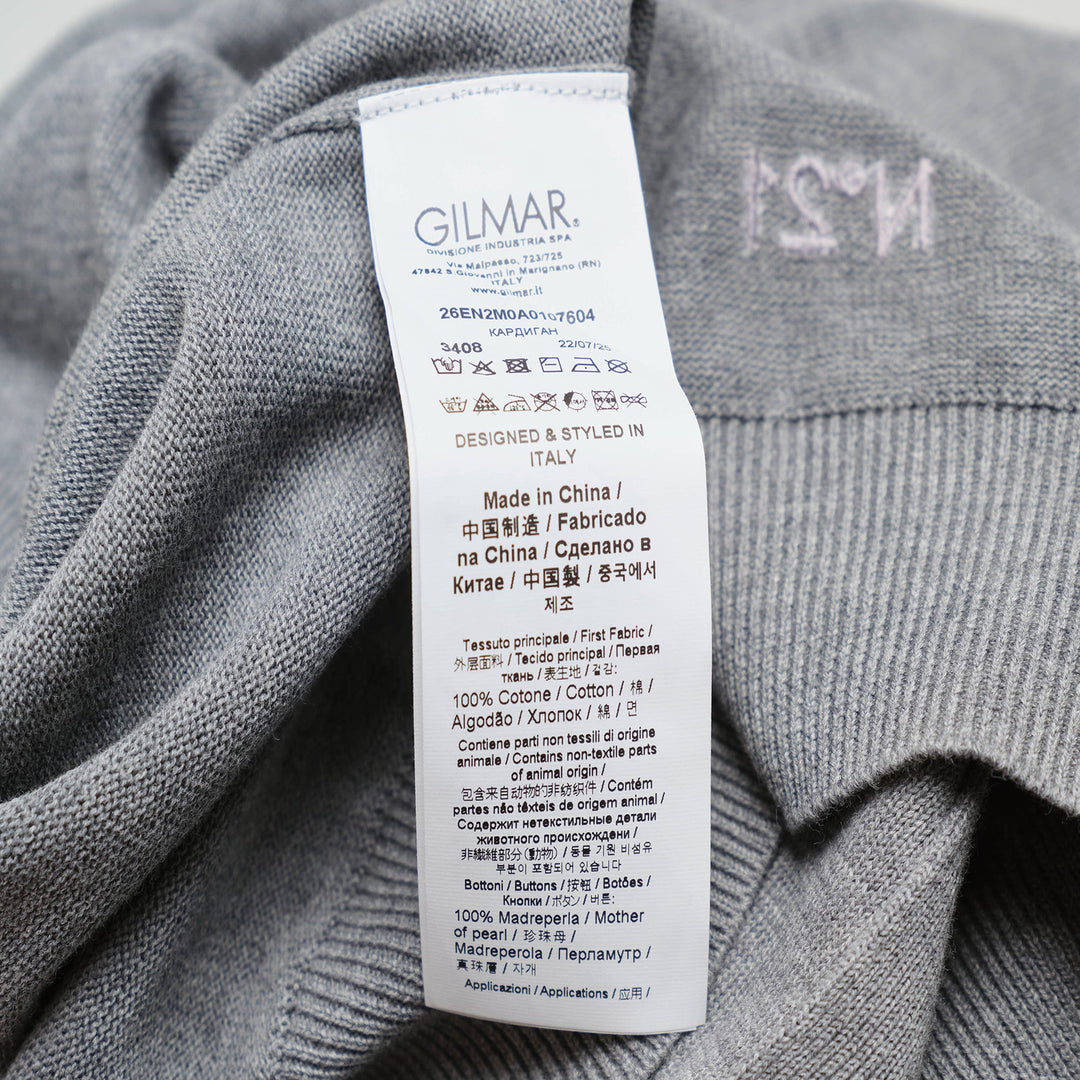 GILMAR®
DIVISIONE INDUSTRIA SPA
Via Malpasso, 723/725
47842 S.Giovanni in Marignano (RN)
ITALY
www.gilmar.it
26EN2M0A0107604
КАРДИГАН
3408 22/07/25
DESIGNED & STYLED IN
ITALY
Made in China /
中国制造 / Fabricado
na China / Сделано в
Китае / 中国製 / 중국에서
제조
Tessuto principale / First Fabric /
外层面料 / Tecido principal / Первая
ткань / 表生地 / 겉감:
100% Cotone / Cotton / 棉 /
Algodão / Хлопок / 綿 / 면
Contiene parti non tessili di origine
animale / Contains non-textile parts
of animal origin /
包含来自动物的非纺织件 / Contém
partes não têxteis de origem animal /
Содержит нетекстильные детали
животного происхождени /
非繊維部分(動物) / 동물 기원 비섬유
부분이 포함되어 있습니다
Bottoni / Buttons / 按钮 / Botões /
Кнопки / ボタン / 버튼:
100% Madreperla / Mother
of pearl / 珍珠母 /
Madreperola / Перламутр /
真珠層 / 자개
Applicazioni / Applications / 应用 /
Nº21